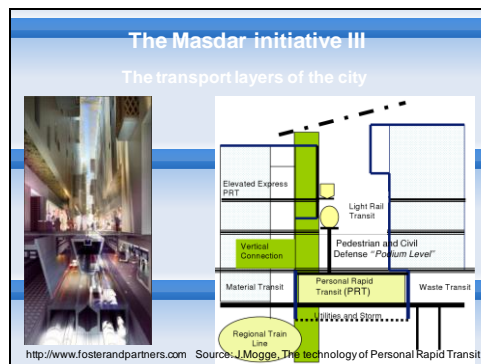 The Masdar initiative III
The transport layers of the city
Elevated Express
PRT
Light Rail
Transit
Vertical
Connection
Pedestrian and Civil
Defense "Podium Level"
Material Transit
Personal Rapid
Transit (PRT)
Waste Transit
Utilities and Storm
Regional Train
Line
http://www.fosterandpartners.com Source: J.Mogge, The technology of Personal Rapid Transit